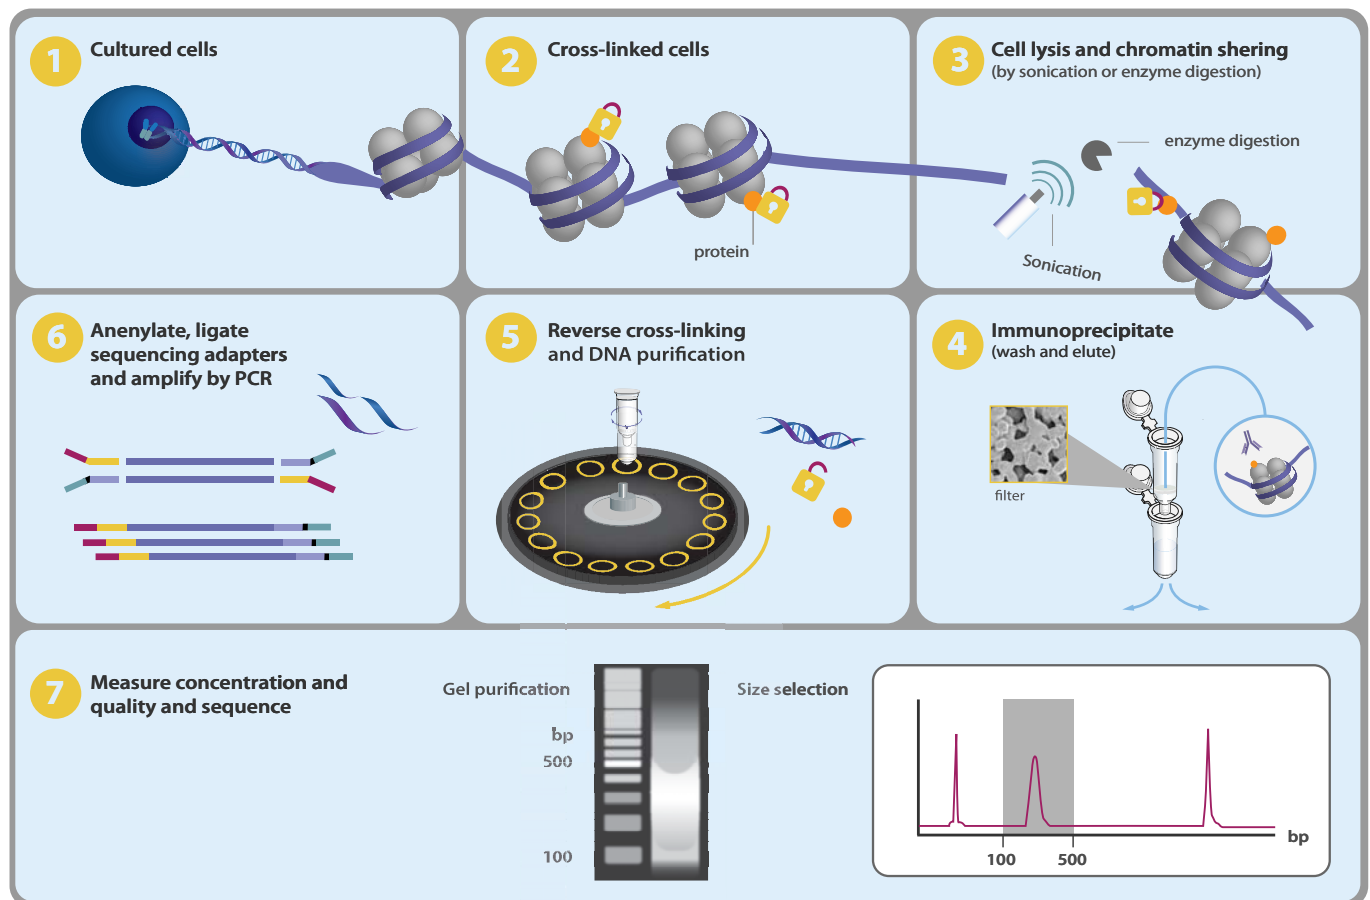 1
Cultured cells
2
Cross-linked cells
protein
3
Cell lysis and chromatin shering
(by sonication or enzyme digestion)
enzyme digestion
Sonication
6
Anenylate, ligate
sequencing adapters
and amplify by PCR
5
Reverse cross-linking
and DNA purification
4
Immunoprecipitate
(wash and elute)
filter
7
Measure concentration and
quality and sequence
Gel purification
bp
500
100
Size selection
bp
100 500